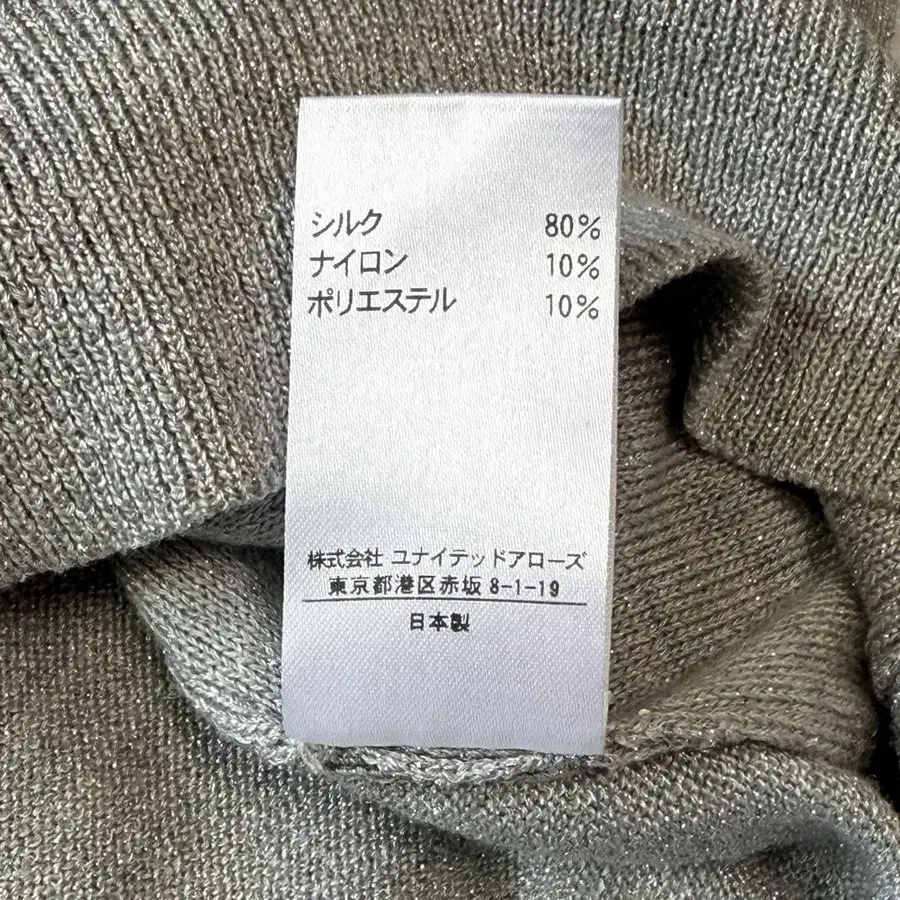 シルク 80%
ナイロン 10%
ポリエステル 10%
株式会社 ユナイテッドアローズ
東京都港区赤坂 8-1-19
日本製